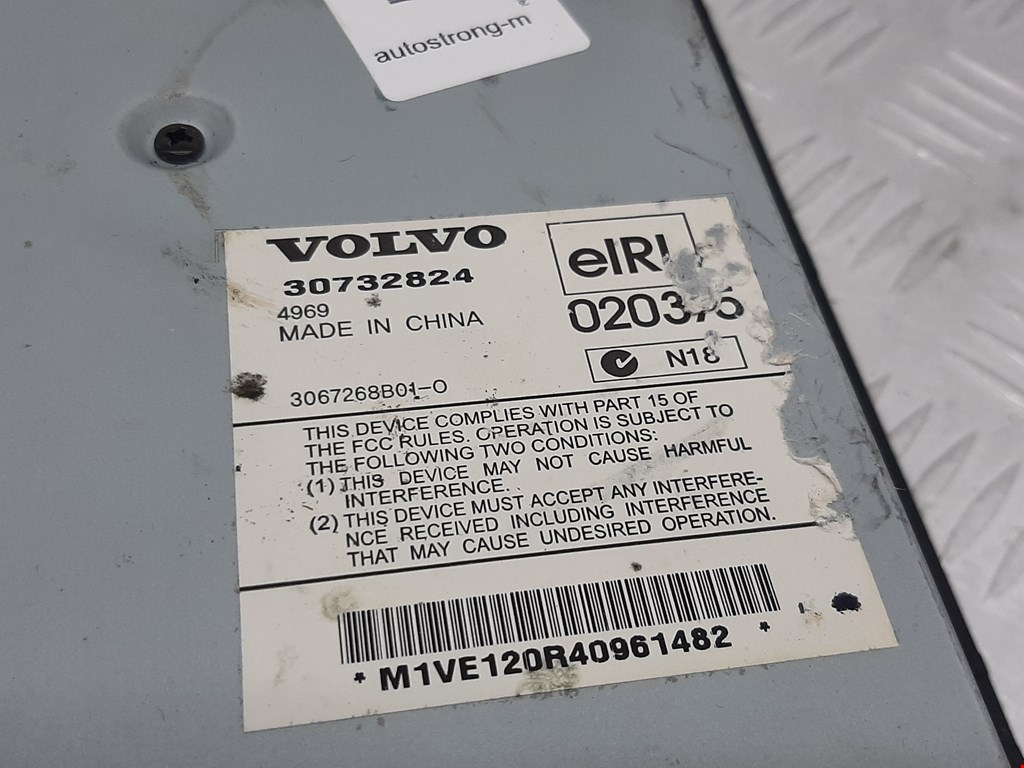 autostrong-m
VOLVO
30732824
4969
MADE IN CHINA
3067268B01-0
eIRL
020375
N18
THIS DEVICE COMPLIES WITH PART 15 OF
THE FCC RULES. OPERATION IS SUBJECT TO
THE FOLLOWING TWO CONDITIONS:
(1) THIS DEVICE MAY NOT CAUSE HARMFUL
INTERFERENCE.
(2) THIS DEVICE MUST ACCEPT ANY INTERFERE-
NCE RECEIVED INCLUDING INTERFERENCE
THAT MAY CAUSE UNDESIRED OPERATION.
* M1VE120R40961482 *